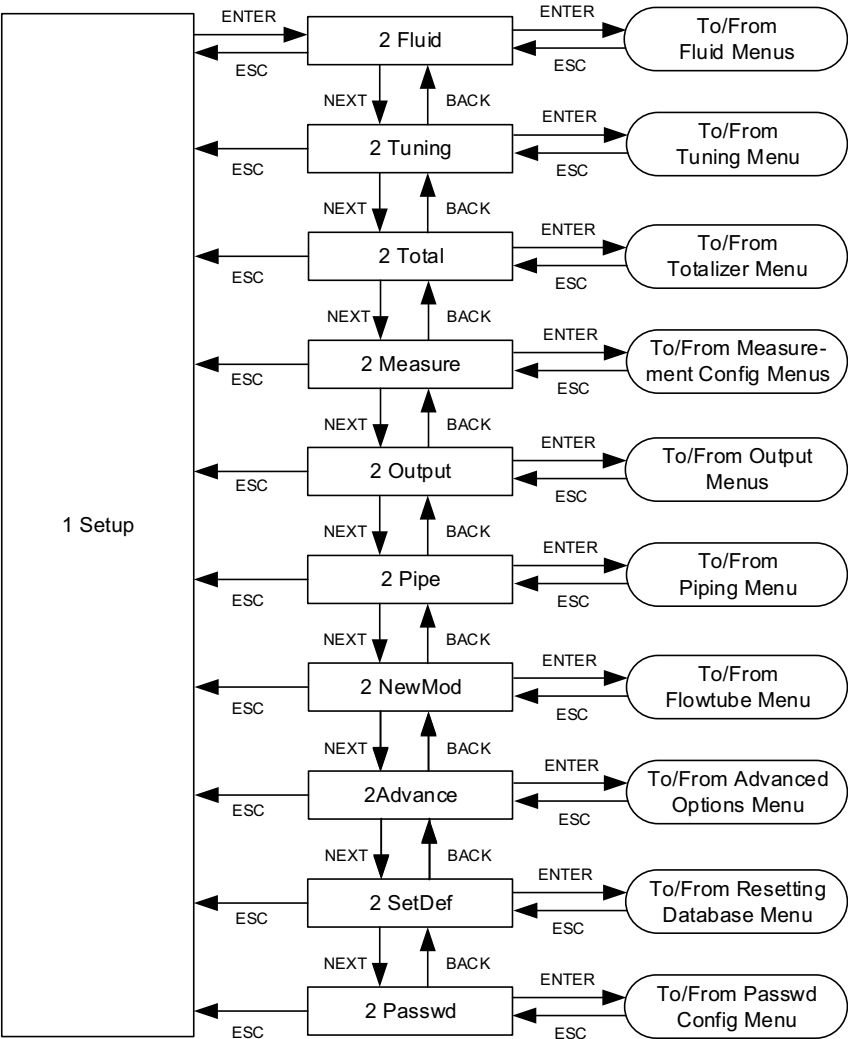 ENTER
ESC
2 Fluid
ENTER
ESC
To/From
Fluid Menus
NEXT
BACK
ESC
2 Tuning
ENTER
ESC
To/From
Tuning Menu
NEXT
BACK
ESC
2 Total
ENTER
ESC
To/From
Totalizer Menu
NEXT
BACK
ESC
2 Measure
ENTER
ESC
To/From Measure-
ment Config Menus
NEXT
BACK
ESC
2 Output
ENTER
ESC
To/From Output
Menus
1 Setup
NEXT
BACK
ESC
2 Pipe
ENTER
ESC
To/From
Piping Menu
NEXT
BACK
ESC
2 NewMod
ENTER
ESC
To/From
Flowtube Menu
NEXT
BACK
ESC
2Advance
ENTER
ESC
To/From Advanced
Options Menu
NEXT
BACK
ESC
2 SetDef
ENTER
ESC
To/From Resetting
Database Menu
NEXT
BACK
ESC
2 Passwd
ENTER
ESC
To/From Passwd
Config Menu